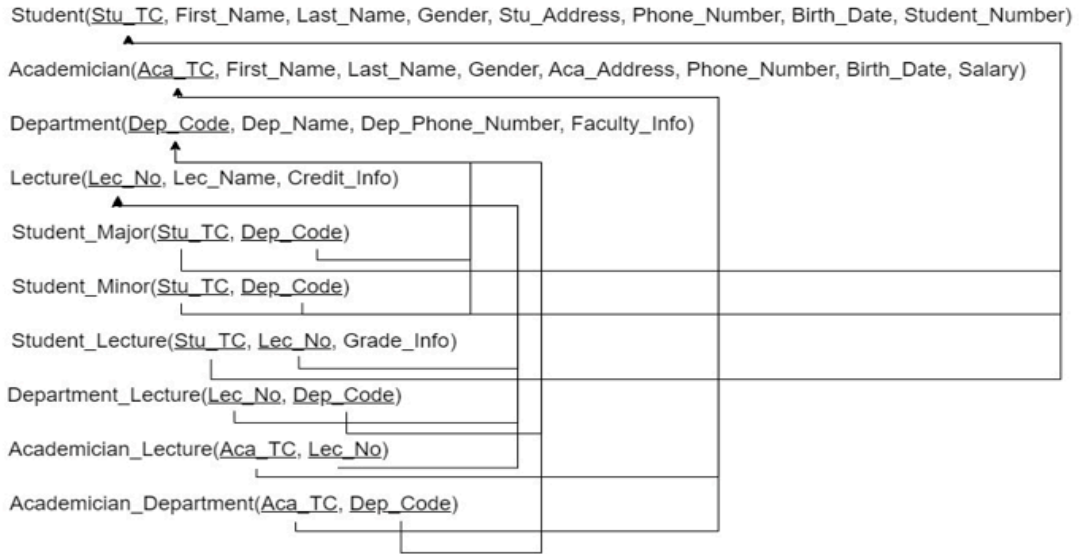 Student(Stu_TC, First_Name, Last_Name, Gender, Stu_Address, Phone_Number, Birth_Date, Student_Number)
Academician(Aca_TC, First_Name, Last_Name, Gender, Aca_Address, Phone_Number, Birth_Date, Salary)
Department(Dep_Code, Dep_Name, Dep_Phone_Number, Faculty_Info)
Lecture(Lec_No, Lec_Name, Credit_Info)
Student_Major(Stu_TC, Dep_Code)
Student_Minor(Stu_TC, Dep_Code)
Student_Lecture(Stu_TC, Lec_No, Grade_Info)
Department_Lecture(Lec_No, Dep_Code)
Academician_Lecture(Aca_TC, Lec_No)
Academician_Department(Aca_TC, Dep_Code)